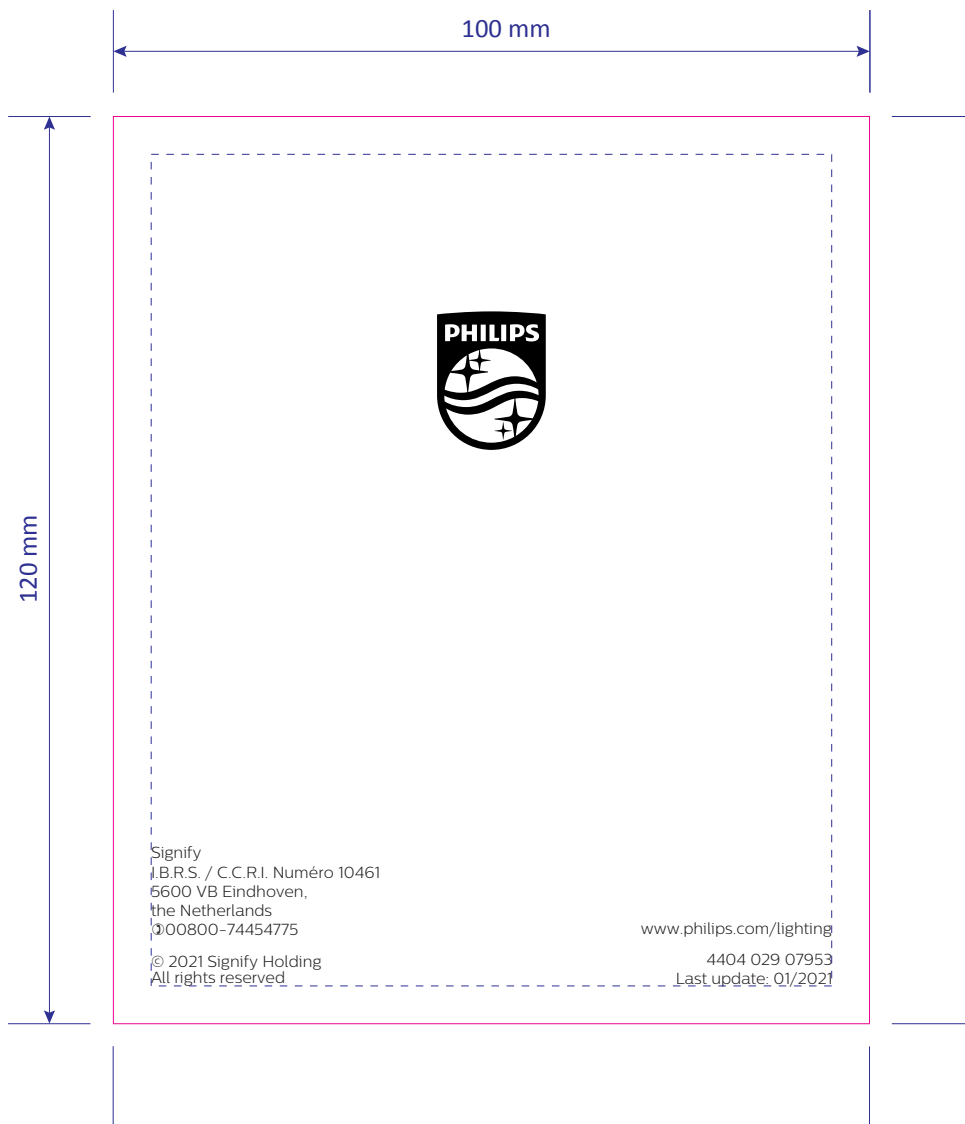 100 mm
120 mm
PHILIPS
Signify
I.B.R.S. / C.C.R.I. Numéro 10461
5600 VB Eindhoven,
the Netherlands
✆00800-74454775
© 2021 Signify Holding
All rights reserved
www.philips.com/lighting
4404 029 07953
Last update: 01/2021